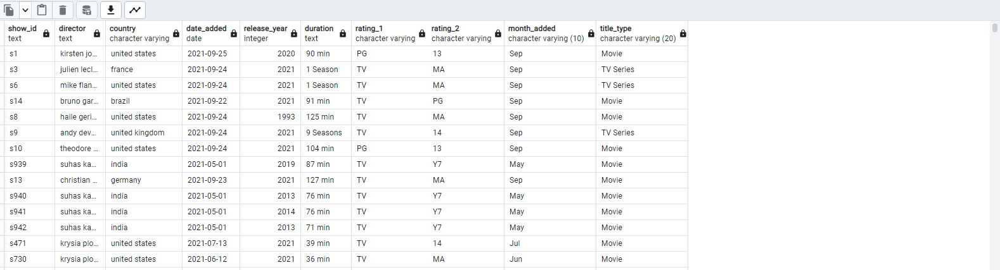 show_id director country date_added release_year duration rating_1 rating_2 month_added title_type
text text character varying date integer text character varying character varying character varying (10) character varying (20)
s1 kirsten jo... united states 2021-09-25 2020 90 min PG 13 Sep Movie
s3 julien lecl... france 2021-09-24 2021 1 Season TV MA Sep TV Series
s6 mike flan... united states 2021-09-24 2021 1 Season TV MA Sep TV Series
s14 bruno gar... brazil 2021-09-22 2021 91 min TV PG Sep Movie
s8 haile geri... united states 2021-09-24 1993 125 min TV MA Sep Movie
s9 andy dev... united kingdom 2021-09-24 2021 9 Seasons TV 14 Sep TV Series
s10 theodore ... united states 2021-09-24 2021 104 min PG 13 Sep Movie
s939 suhas ka... india 2021-05-01 2019 87 min TV Y7 May Movie
s13 christian ... germany 2021-09-23 2021 127 min TV MA Sep Movie
s940 suhas ka... india 2021-05-01 2013 76 min TV Y7 May Movie
s941 suhas ka... india 2021-05-01 2014 76 min TV Y7 May Movie
s942 suhas ka... india 2021-05-01 2013 71 min TV Y7 May Movie
s471 krysia plo... united states 2021-07-13 2021 39 min TV 14 Jul Movie
s730 krysia plo... united states 2021-06-12 2021 36 min TV MA Jun Movie